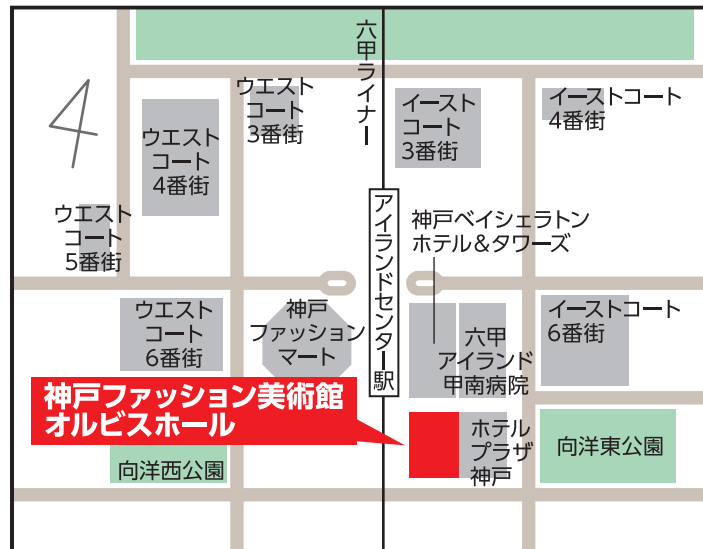 六甲ライナー
ウエスト
コート
3番街
イースト
コート
3番街
イーストコート
4番街
ウエスト
コート
4番街
ウエスト
コート
5番街
アイランドセンター駅
神戸ベイシェラトン
ホテル&タワーズ
ウエスト
コート
6番街
神戸
ファッション
マート
六甲
アイランド
甲南病院
イーストコート
6番街
神戸ファッション美術館
オルビスホール
ホテル
プラザ
神戸
向洋東公園
向洋西公園